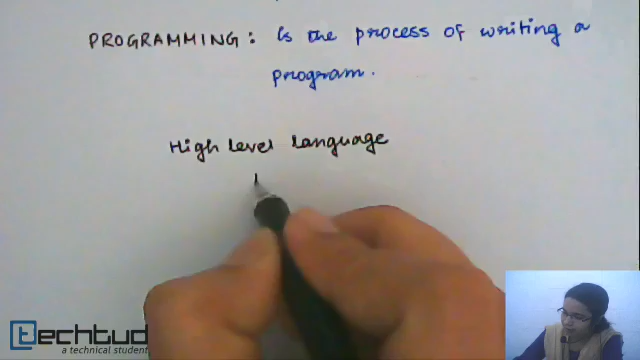 PROGRAMMING: Is the process of writing a
program.
High level language
techtud
a technical student